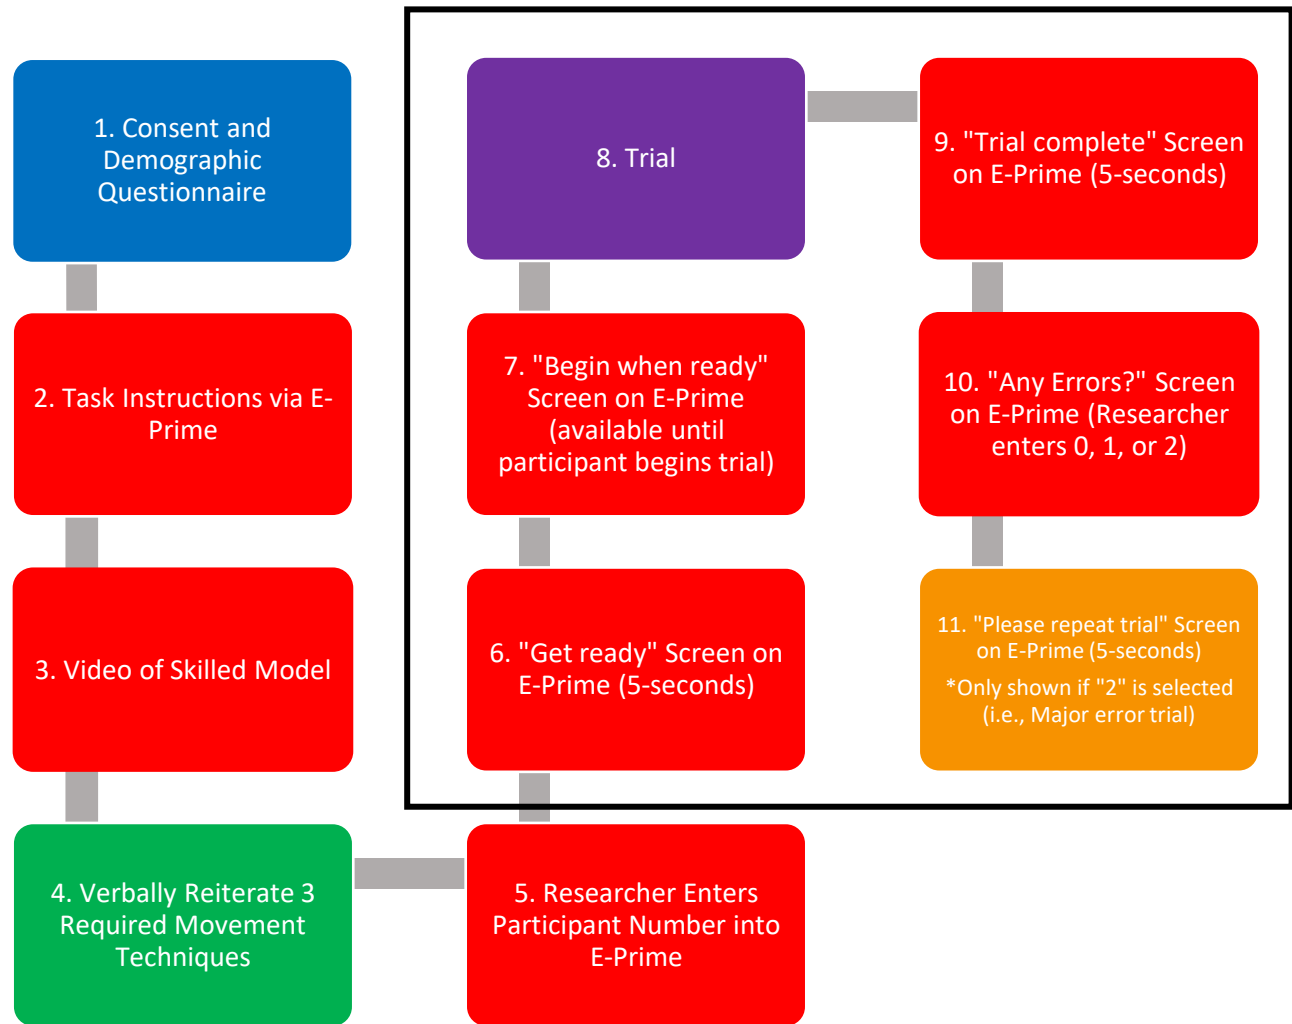 1. Consent and
Demographic
Questionnaire
2. Task Instructions via E-
Prime
3. Video of Skilled Model
4. Verbally Reiterate 3
Required Movement
Techniques
5. Researcher Enters
Participant Number into
E-Prime
6. "Get ready" Screen on
E-Prime (5-seconds)
7. "Begin when ready"
Screen on E-Prime
(available until
participant begins trial)
8. Trial
9. "Trial complete" Screen
on E-Prime (5-seconds)
10. "Any Errors?" Screen
on E-Prime (Researcher
enters 0, 1, or 2)
11. "Please repeat trial" Screen
on E-Prime (5-seconds)
*Only shown if "2" is selected
(i.e., Major error trial)